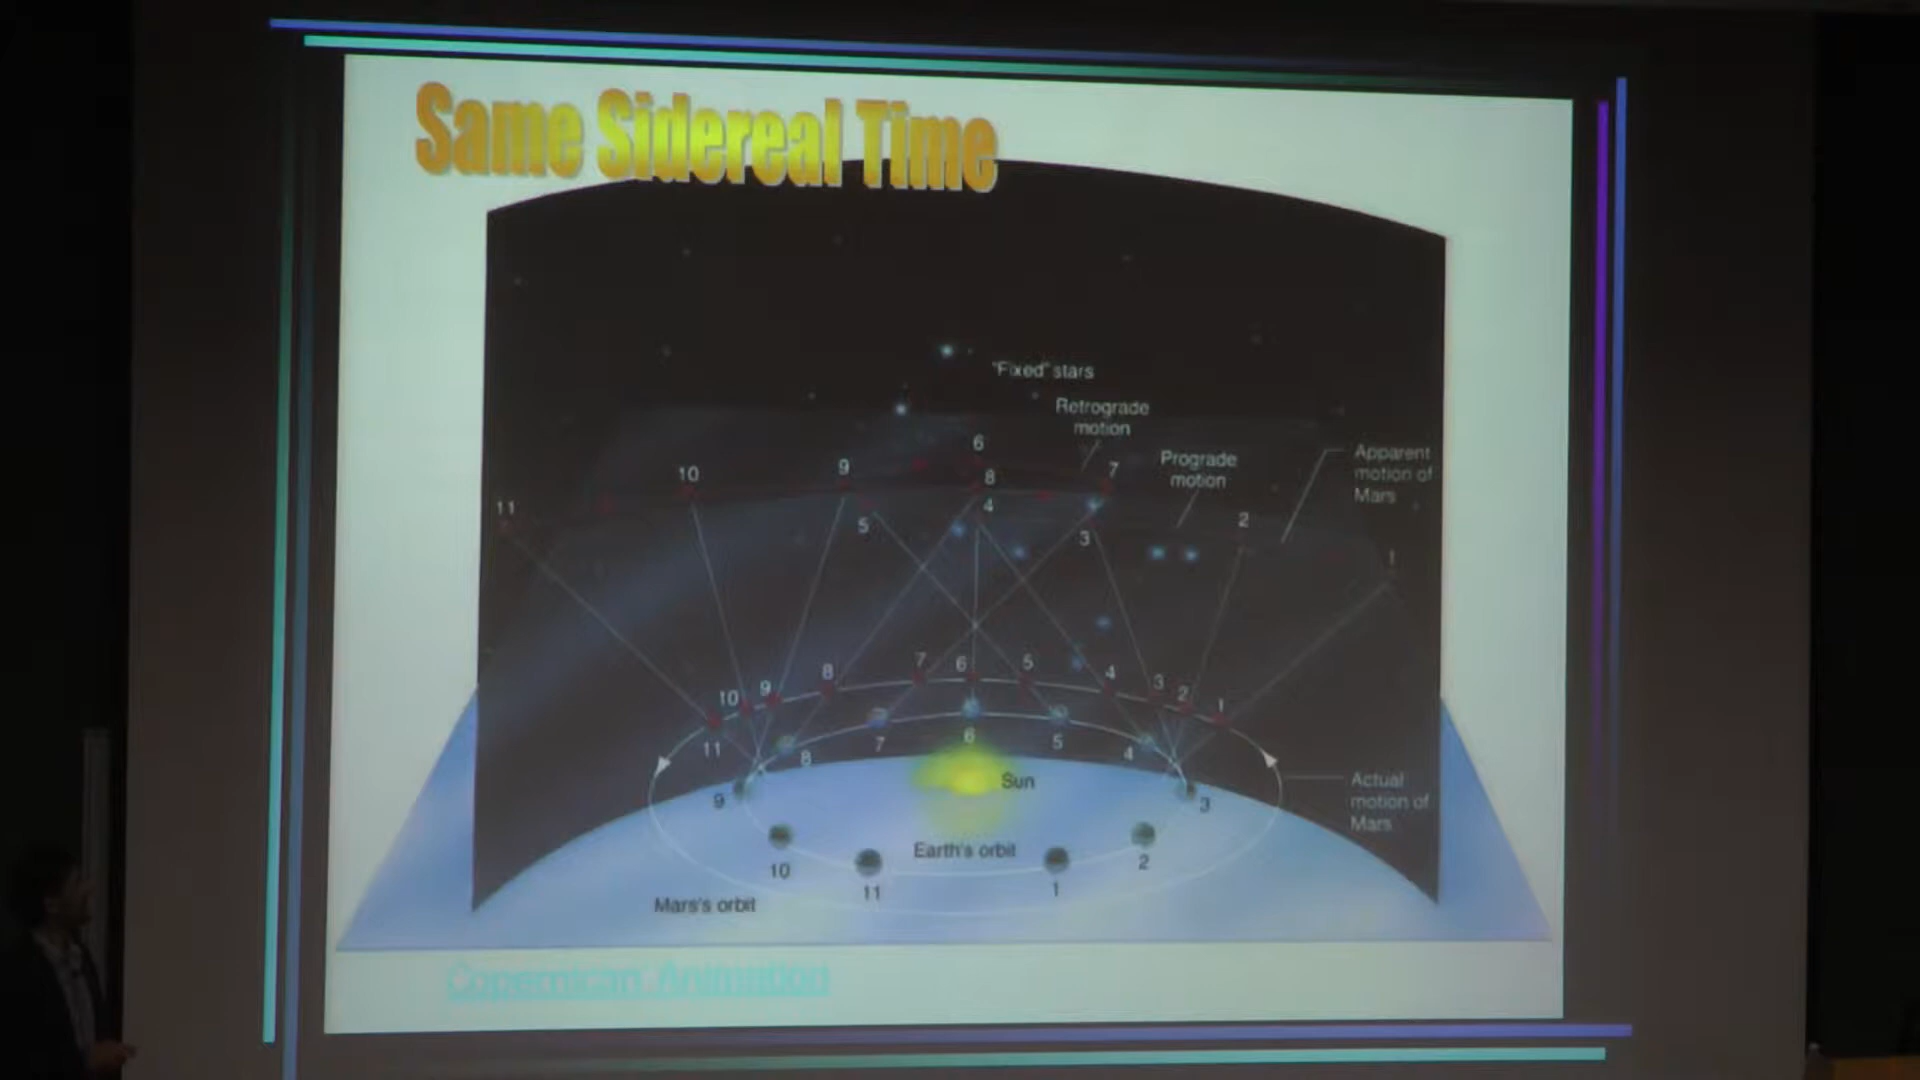 Same Sidereal Time
"Fixed" stars
Retrograde
motion
Prograde
motion
Apparent
motion of
Mars
6
9
10
8
7
11
4
5
3
2
1
7
6
5
8
4
10
9
3
2
1
11
7
6
5
8
4
9
3
10
2
11
1
Sun
Actual
motion of
Mars
Earth's orbit
Mars's orbit
Copernican Animation